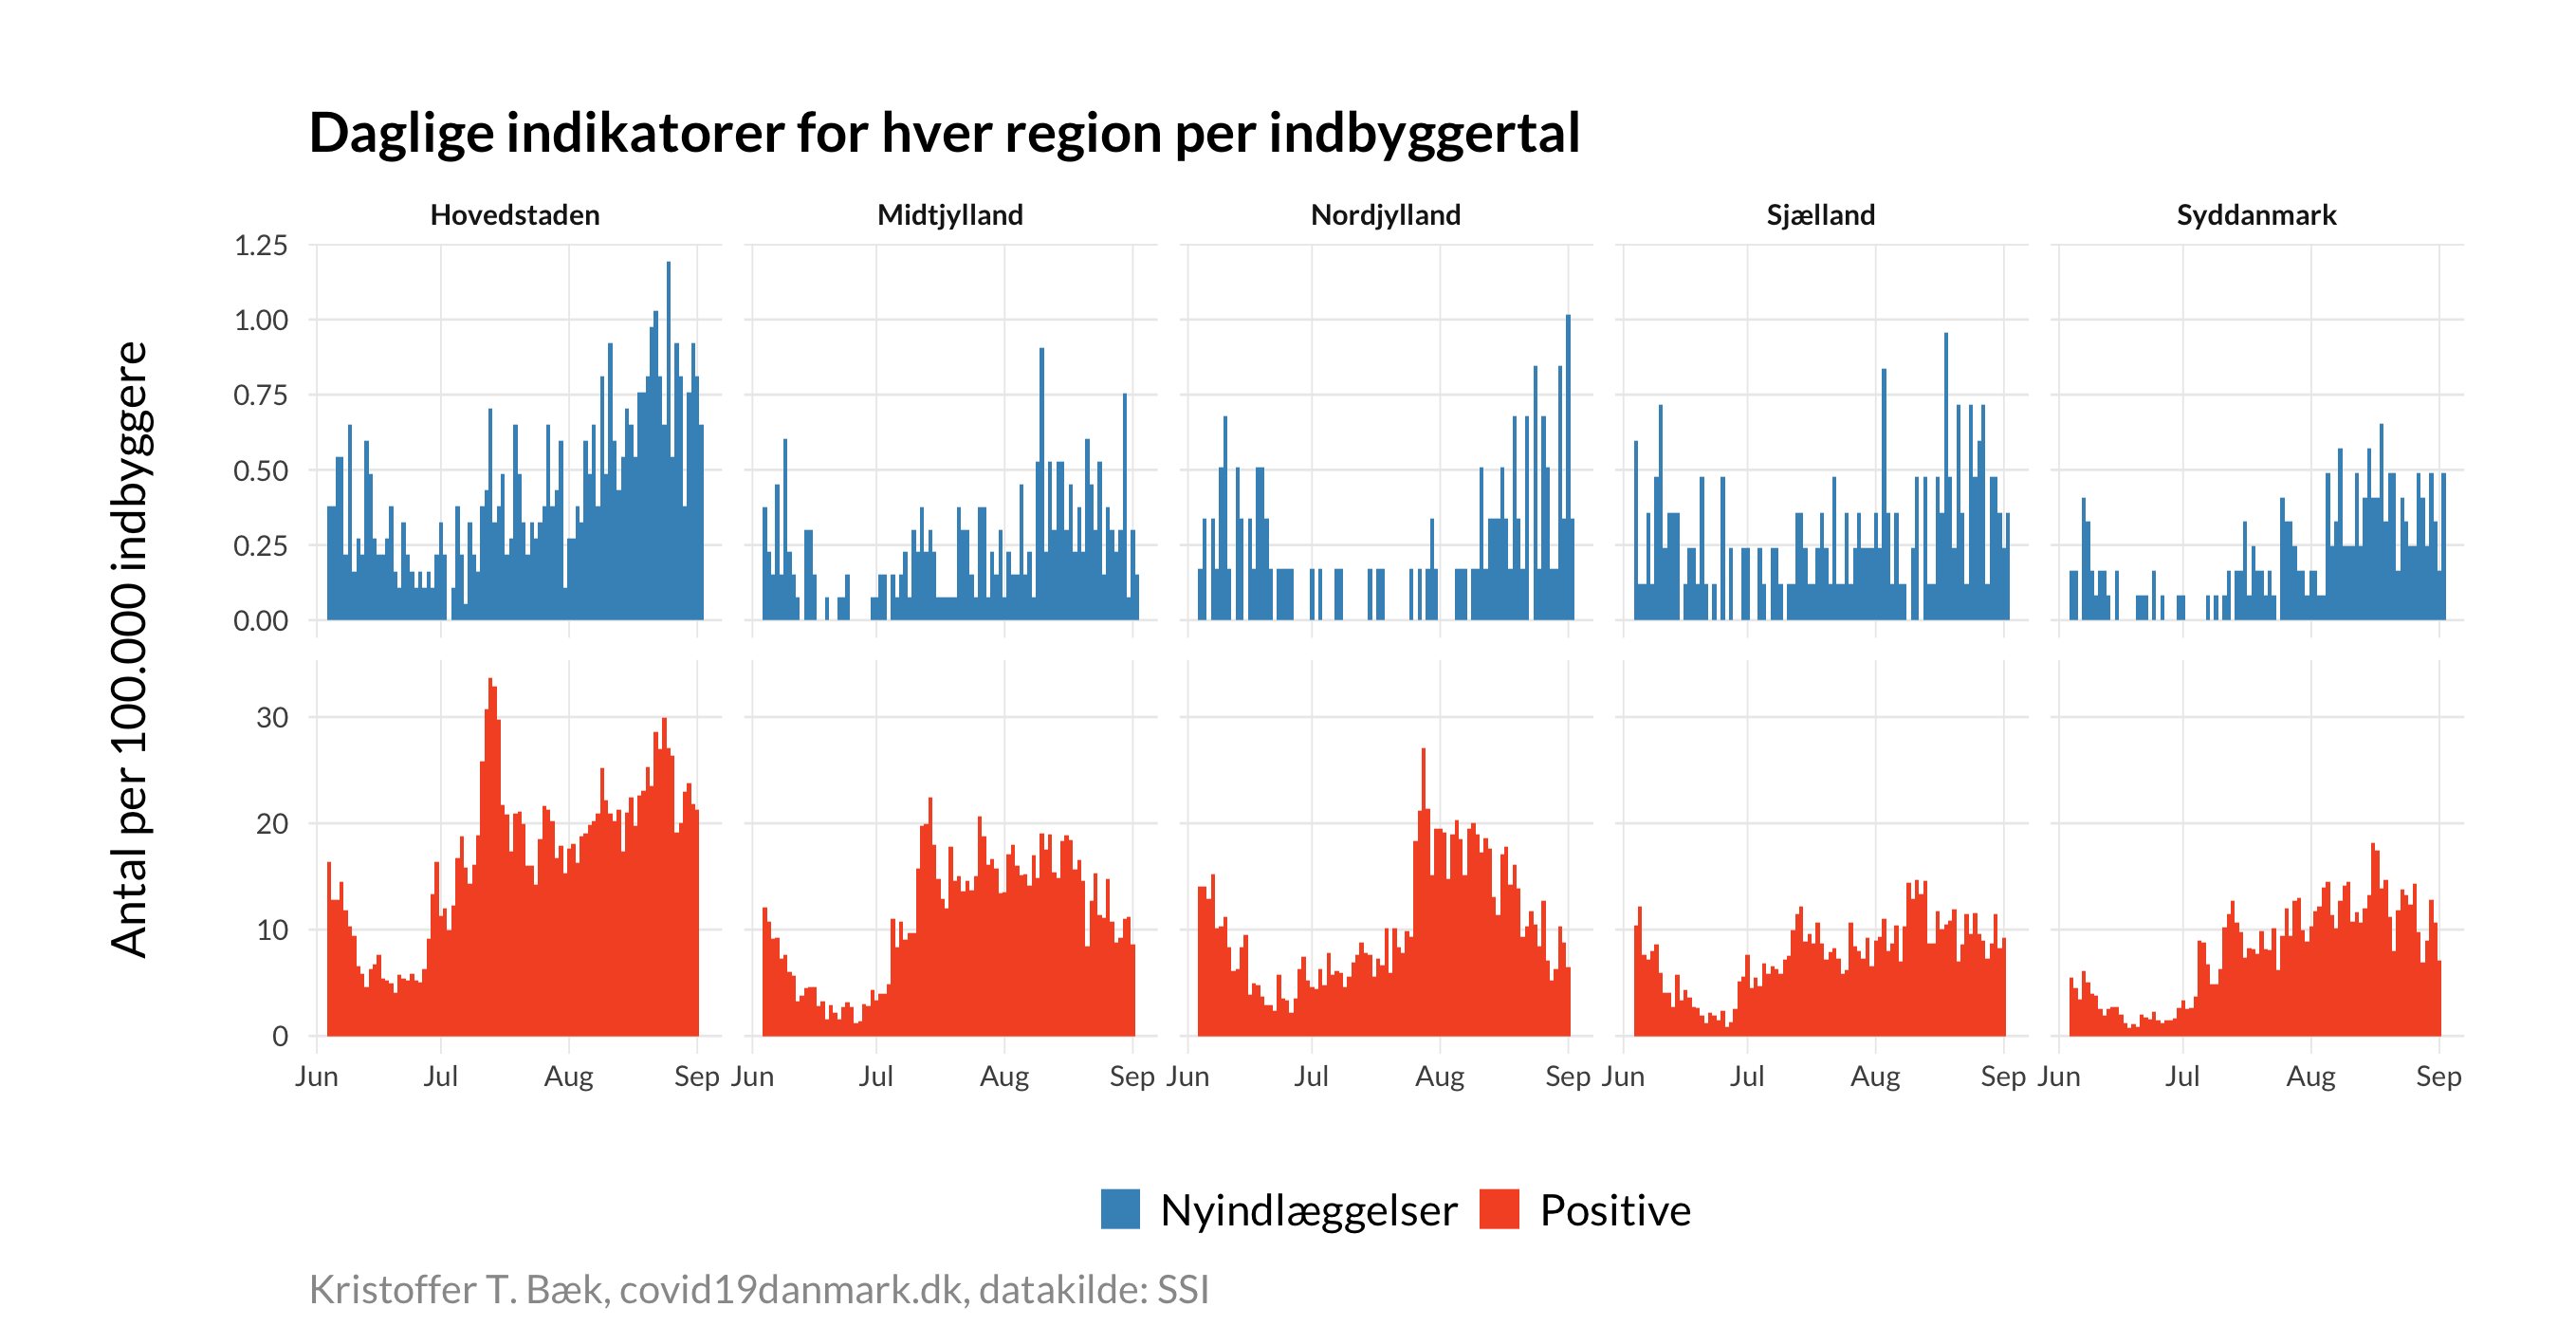 Daglige indikatorer for hver region per indbyggertal
Hovedstaden Midtjylland Nordjylland Sjælland Syddanmark
Antal per 100.000 indbyggere
1.25
1.00
0.75
0.50
0.25
0.00
30
20
10
0
Jun Jul Aug Sep Jun Jul Aug Sep Jun Jul Aug Sep Jun Jul Aug Sep Jun Jul Aug Sep
Nyindlæggelser Positive
Kristoffer T. Bæk, covid19danmark.dk, datakilde: SSI